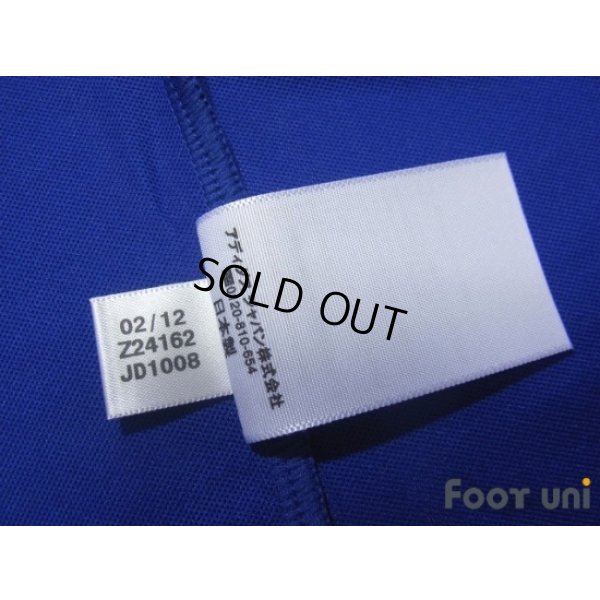 SOLD OUT
02/12
Z24162
JD1008
アディダスジャパン株式会社
0120-810-654
日本製
Foot uni